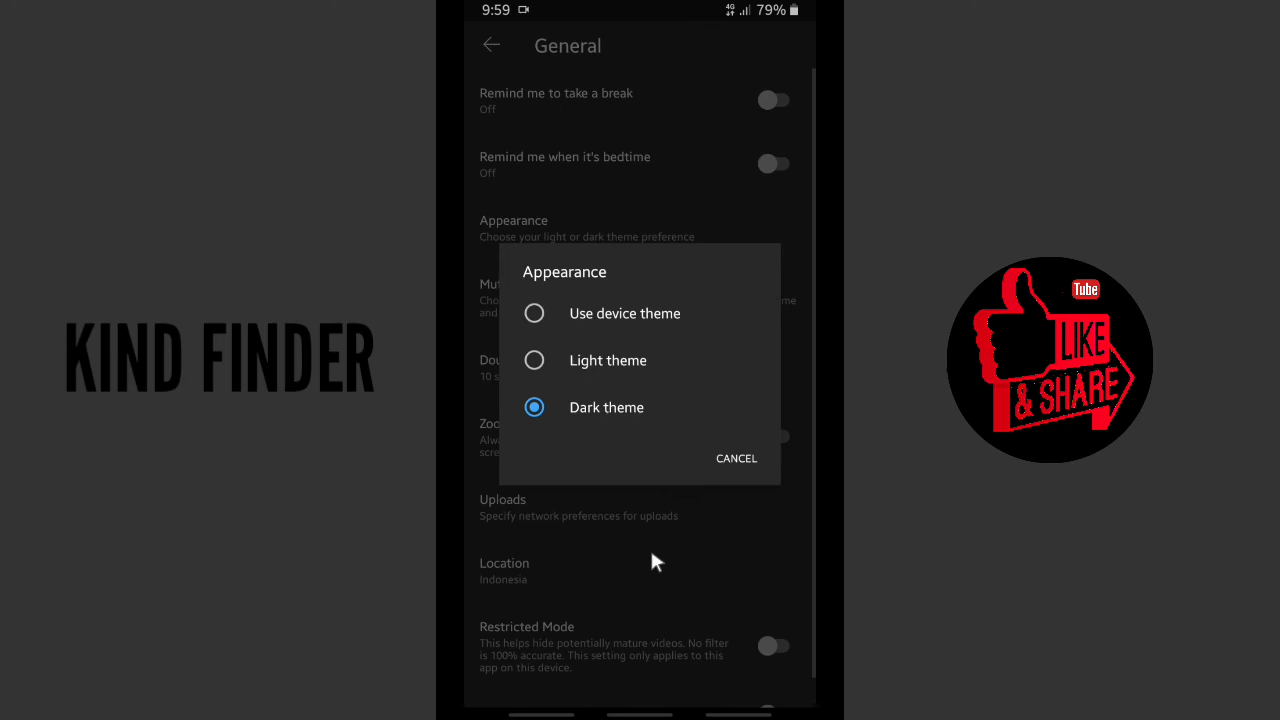 9:59
4G
79%
General
Remind me to take a break
Off
Remind me when it's bedtime
Off
Appearance
Choose your light or dark theme preference
Appearance
Use device theme
Light theme
Dark theme
CANCEL
10 s
and
Uploads
Specify network preferences for uploads
Location
Indonesia
Restricted Mode
This helps hide potentially mature videos. No filter
is 100% accurate. This setting only applies to this
app on this device.
KIND FINDER
Tube
LIKE
& SHARE